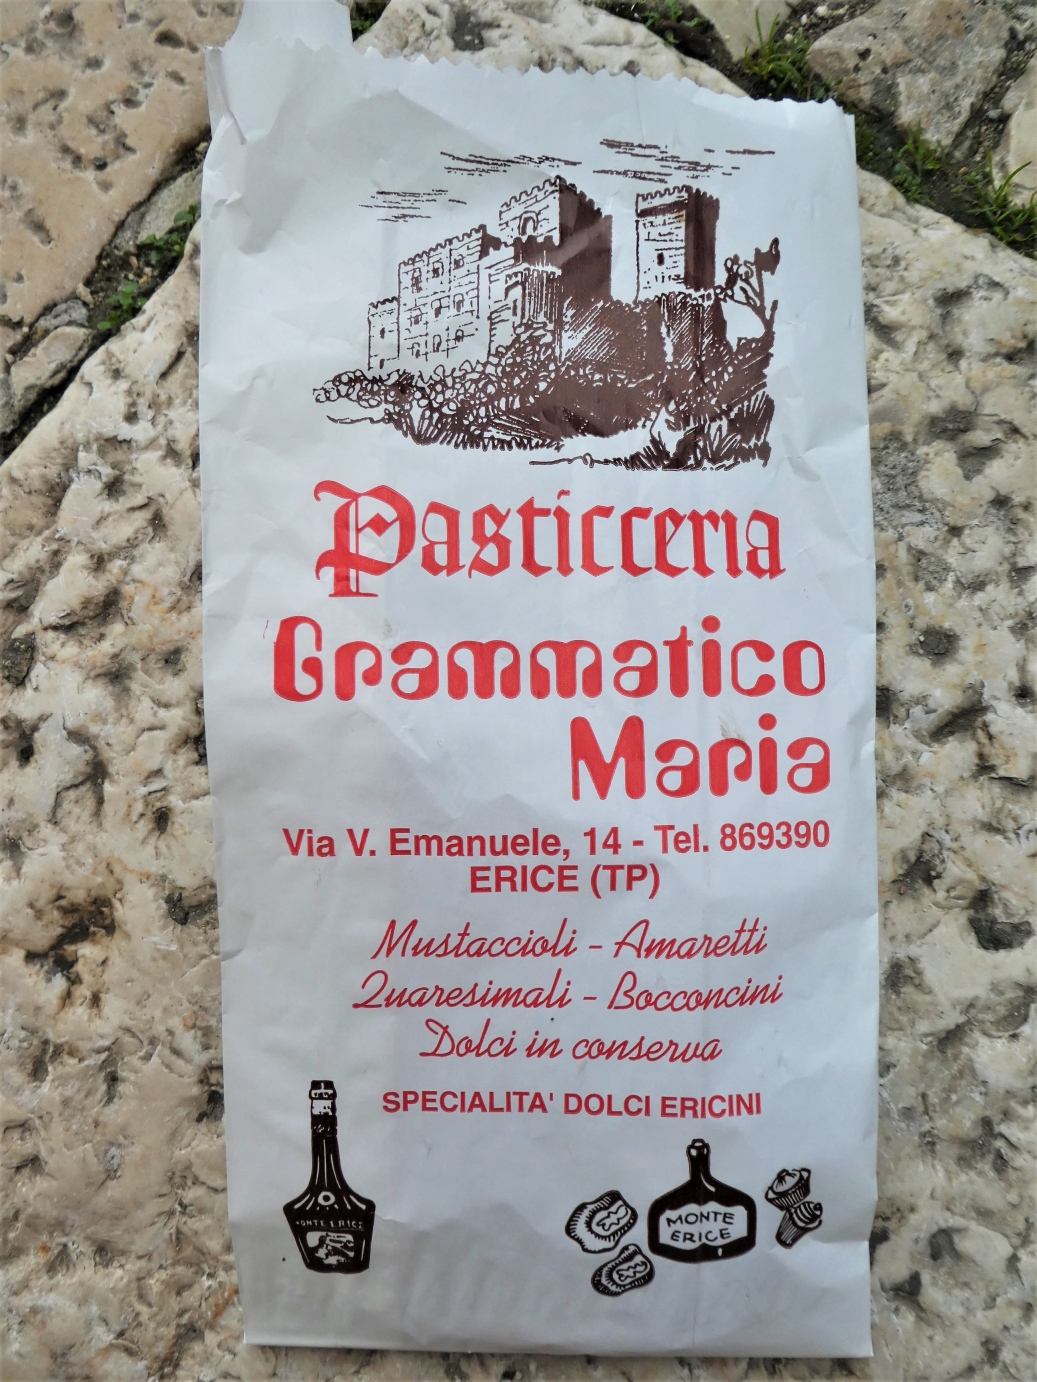 Pasticceria
Grammatico
Maria
Via V. Emanuele, 14 - Tel. 869390
ERICE (TP)
Mustaccioli - Amaretti
Quaresimali - Bocconcini
Dolci in conserva
SPECIALITA' DOLCI ERICINI
MONTE ERICE
MONTE
ERICE